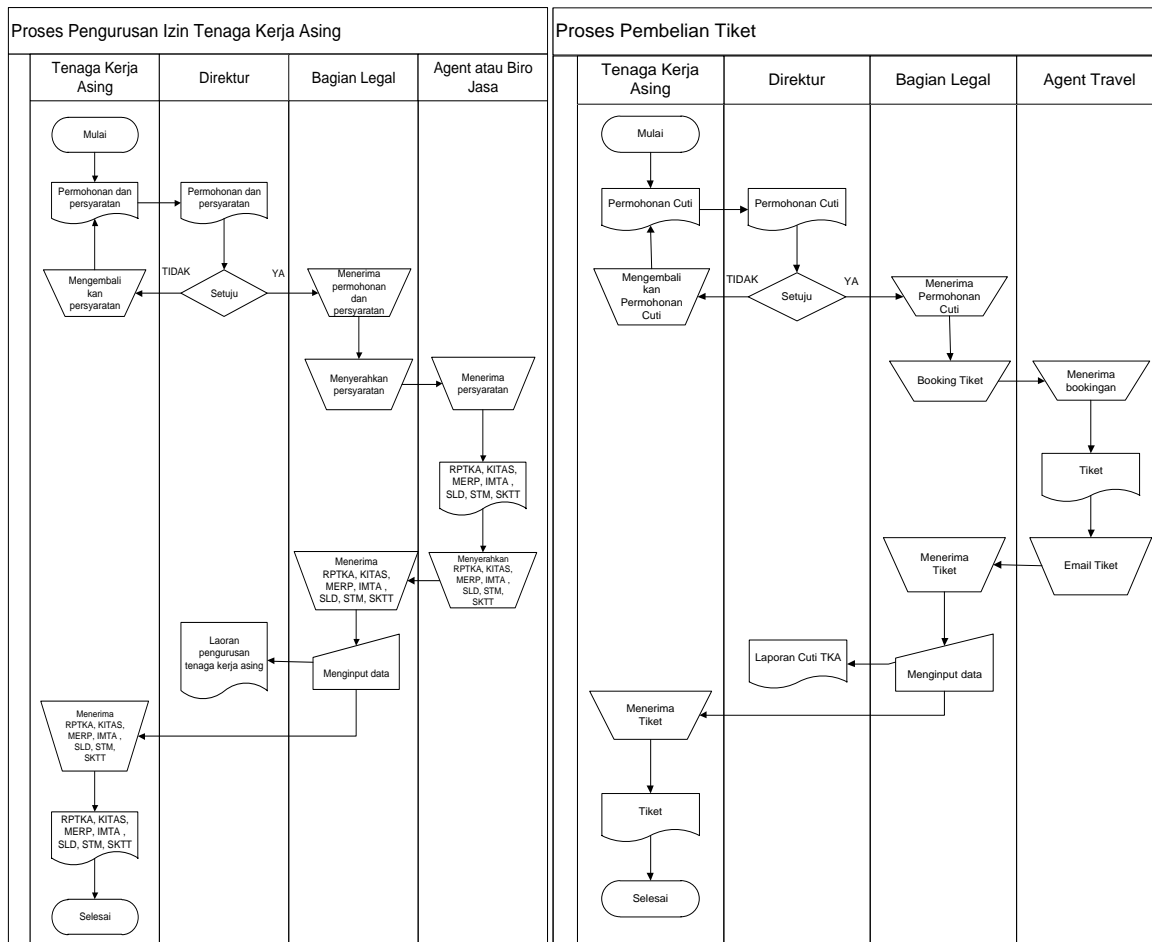 Proses Pengurusan Izin Tenaga Kerja Asing
Tenaga Kerja
Asing
Direktur
Bagian Legal
Agent atau Biro
Jasa
Mulai
Permohonan dan
persyaratan
Permohonan dan
persyaratan
Mengembali
kan
persyaratan
TIDAK
Setuju
YA
Menerima
permohonan
dan
persyaratan
Menyerahkan
persyaratan
Menerima
persyaratan
RPTKA, KITAS,
MERP, IMTA ,
SLD, STM, SKTT
Menyerahkan
RPTKA, KITAS,
MERP, IMTA ,
SLD, STM,
SKTT
Menerima
RPTKA, KITAS,
MERP, IMTA ,
SLD, STM, SKTT
Menginput data
Laoran
pengurusan
tenaga kerja asing
Menerima
RPTKA, KITAS,
MERP, IMTA ,
SLD, STM,
SKTT
RPTKA, KITAS,
MERP, IMTA ,
SLD, STM, SKTT
Selesai
Proses Pembelian Tiket
Tenaga Kerja
Asing
Direktur
Bagian Legal
Agent Travel
Mulai
Permohonan Cuti
Permohonan Cuti
Mengembali
kan
Permohonan
Cuti
TIDAK
Setuju
YA
Menerima
Permohonan
Cuti
Booking Tiket
Menerima
bookingan
Tiket
Email Tiket
Menerima
Tiket
Menginput data
Laporan Cuti TKA
Menerima
Tiket
Tiket
Selesai